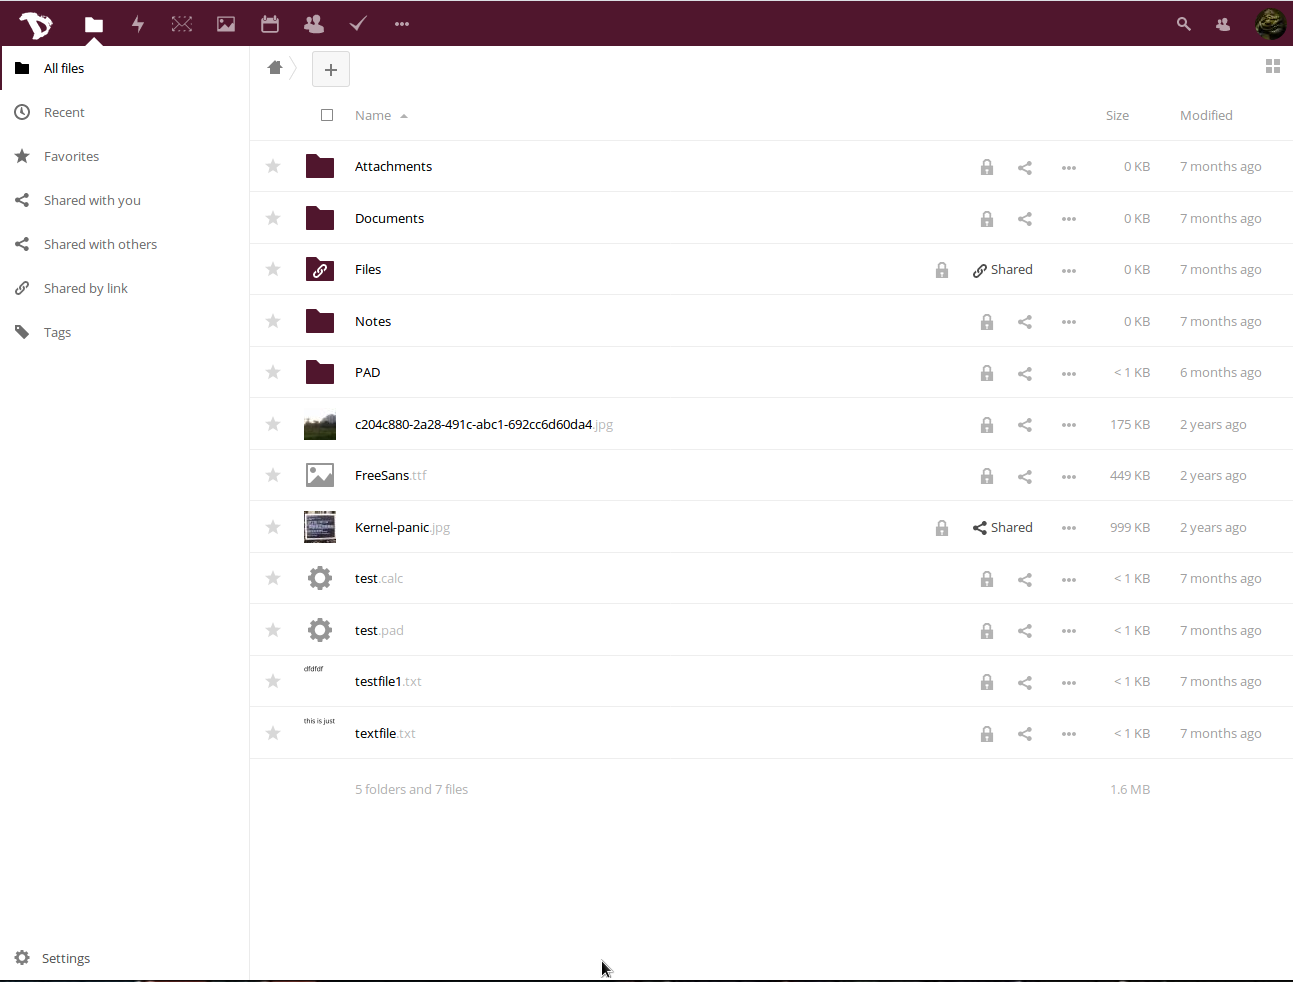 All files
Recent
Favorites
Shared with you
Shared with others
Shared by link
Tags
Settings
Name Size Modified
Attachments 0 KB 7 months ago
Documents 0 KB 7 months ago
Files Shared 0 KB 7 months ago
Notes 0 KB 7 months ago
PAD < 1 KB 6 months ago
c204c880-2a28-491c-abc1-692cc6d60da4.jpg 175 KB 2 years ago
FreeSans.ttf 449 KB 2 years ago
Kernel-panic.jpg Shared 999 KB 2 years ago
test.calc < 1 KB 7 months ago
test.pad < 1 KB 7 months ago
dfdfdf
testfile1.txt < 1 KB 7 months ago
this is just
textfile.txt < 1 KB 7 months ago
5 folders and 7 files 1.6 MB